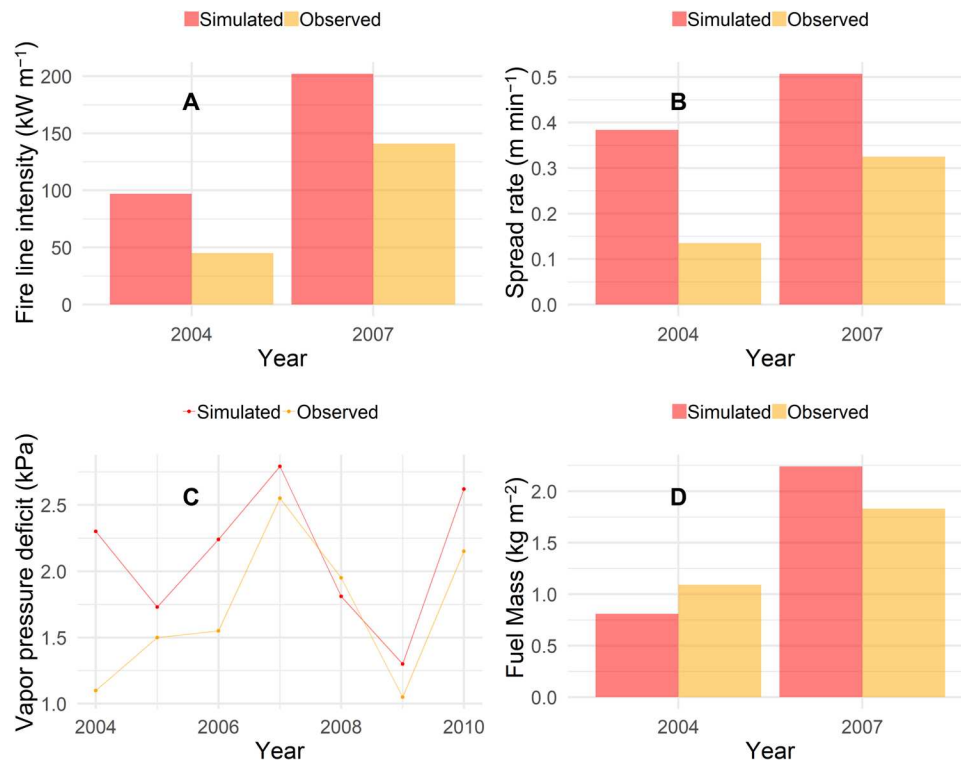 Simulated Observed
Fire line intensity (kW m⁻¹)
200
150
100
50
0
A
2004 2007
Year
Simulated Observed
Spread rate (m min⁻¹)
0.5
0.4
0.3
0.2
0.1
0.0
B
2004 2007
Year
Simulated Observed
Vapor pressure deficit (kPa)
2.5
2.0
1.5
1.0
C
2004 2006 2008 2010
Year
Simulated Observed
Fuel Mass (kg m⁻²)
2.0
1.5
1.0
0.5
0.0
D
2004 2007
Year